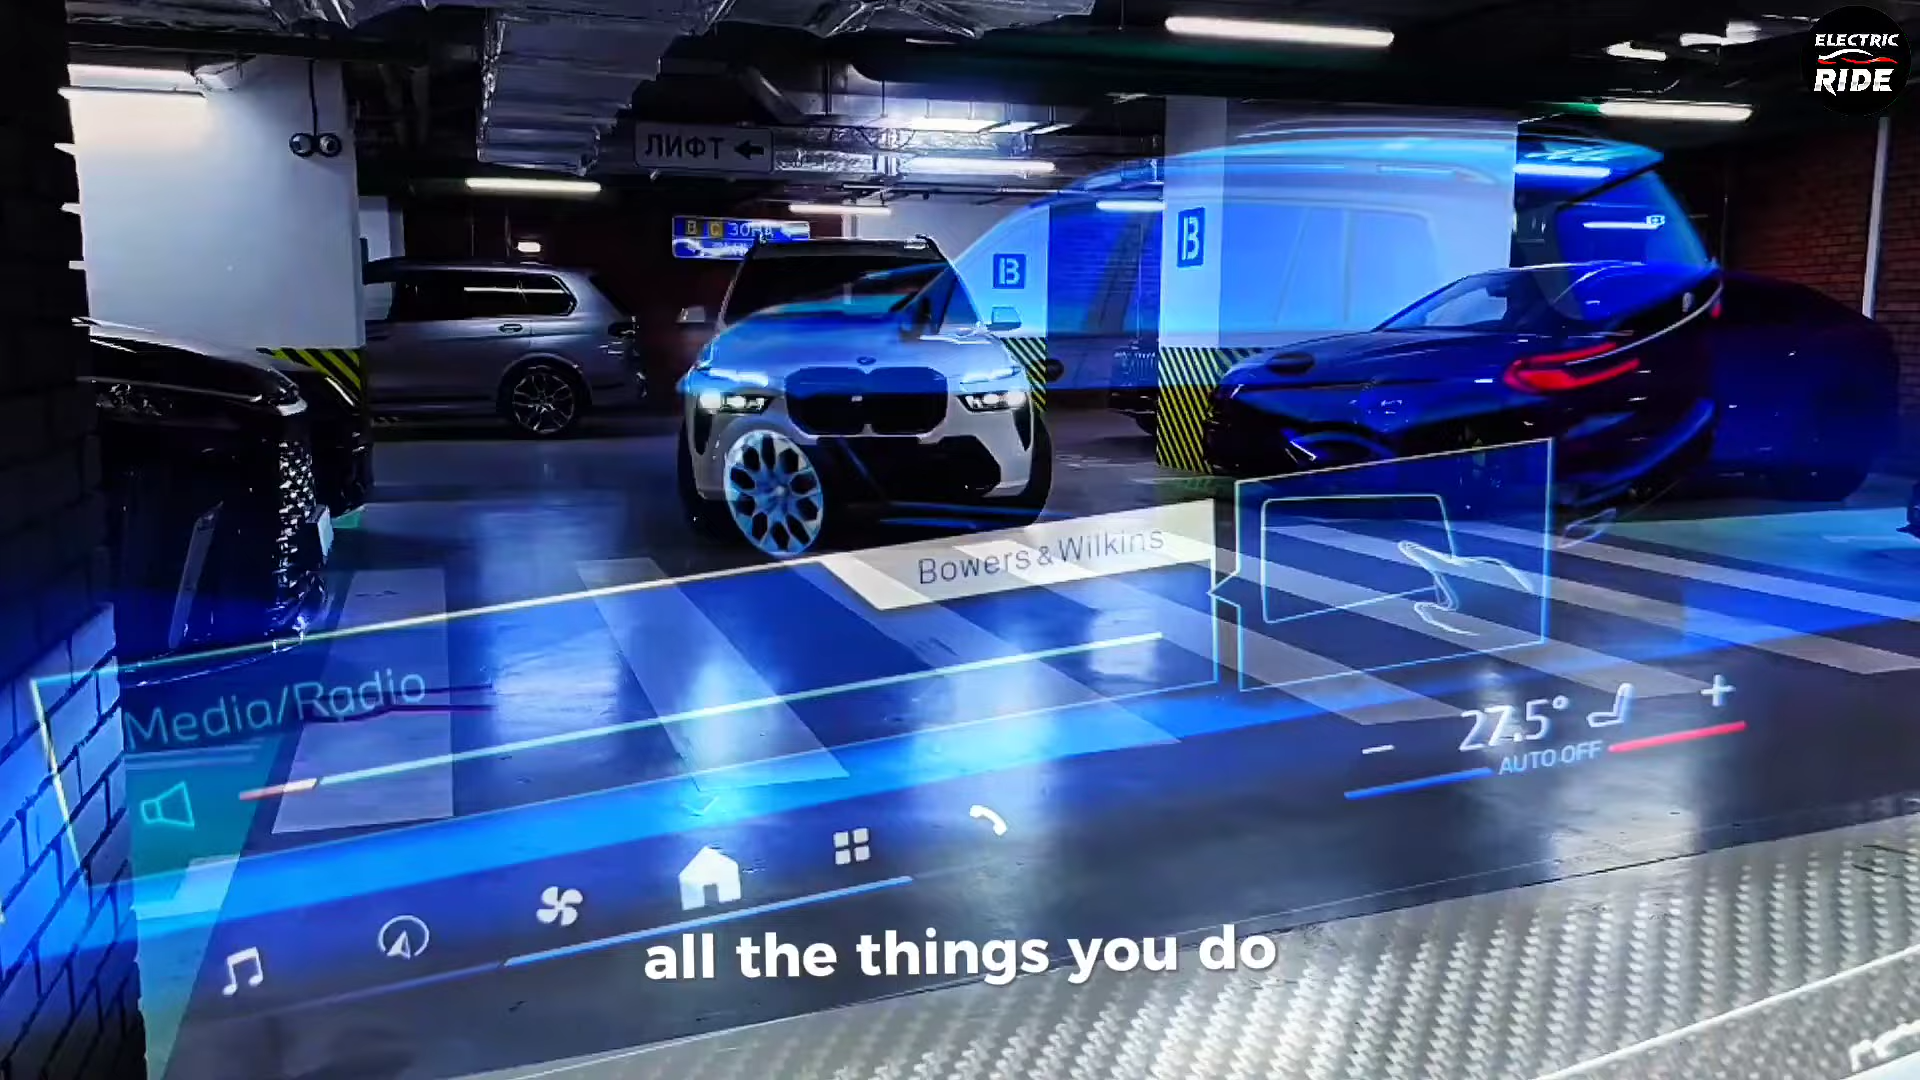 ELECTRIC
RIDE
ЛИФТ
B C ЗОНА
B
B
Bowers & Wilkins
Media/Radio
27.5°
AUTO OFF
all the things you do